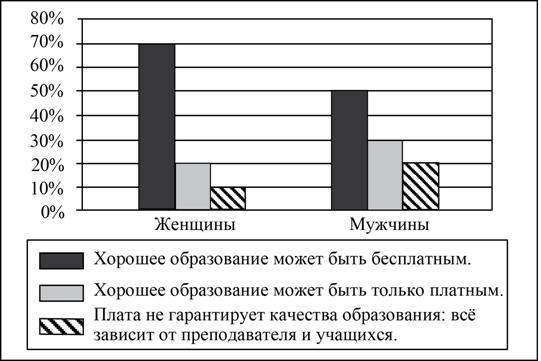 80%
70%
60%
50%
40%
30%
20%
10%
0%
Женщины
Мужчины
Хорошее образование может быть бесплатным.
Хорошее образование может быть только платным.
Плата не гарантирует качества образования: всё
зависит от преподавателя и учащихся.